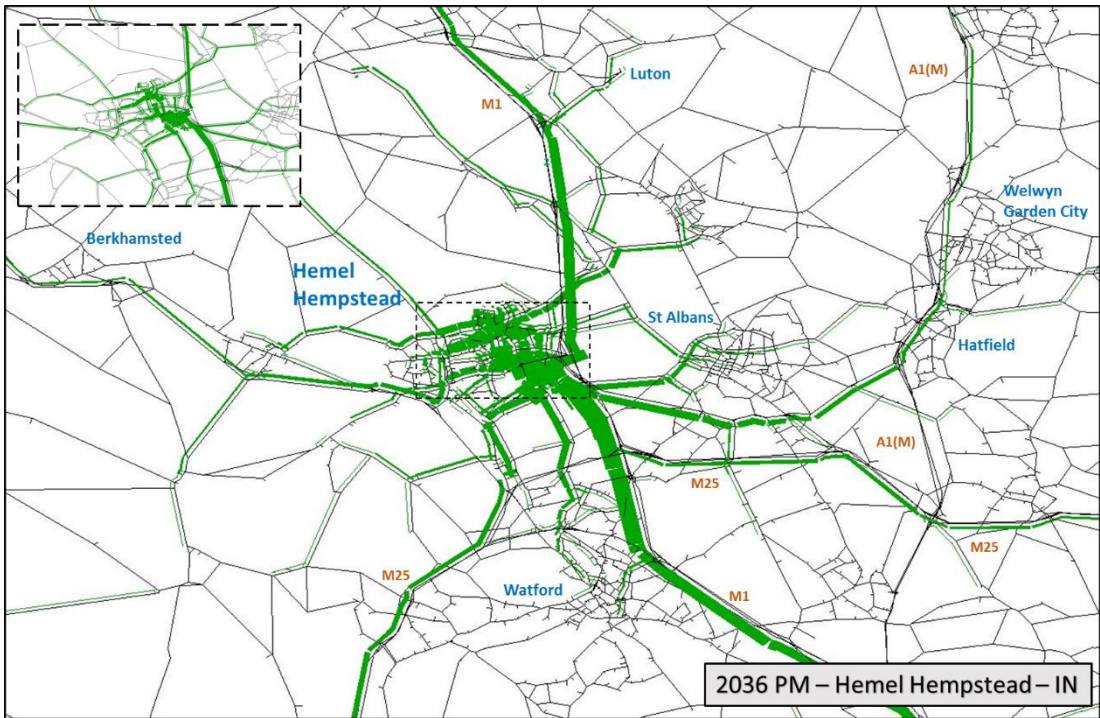 Luton
A1(M)
M1
Welwyn
Garden City
Berkhamsted
Hemel
Hempstead
St Albans
Hatfield
A1(M)
M25
M25
M25
Watford
M1
2036 PM – Hemel Hempstead – IN